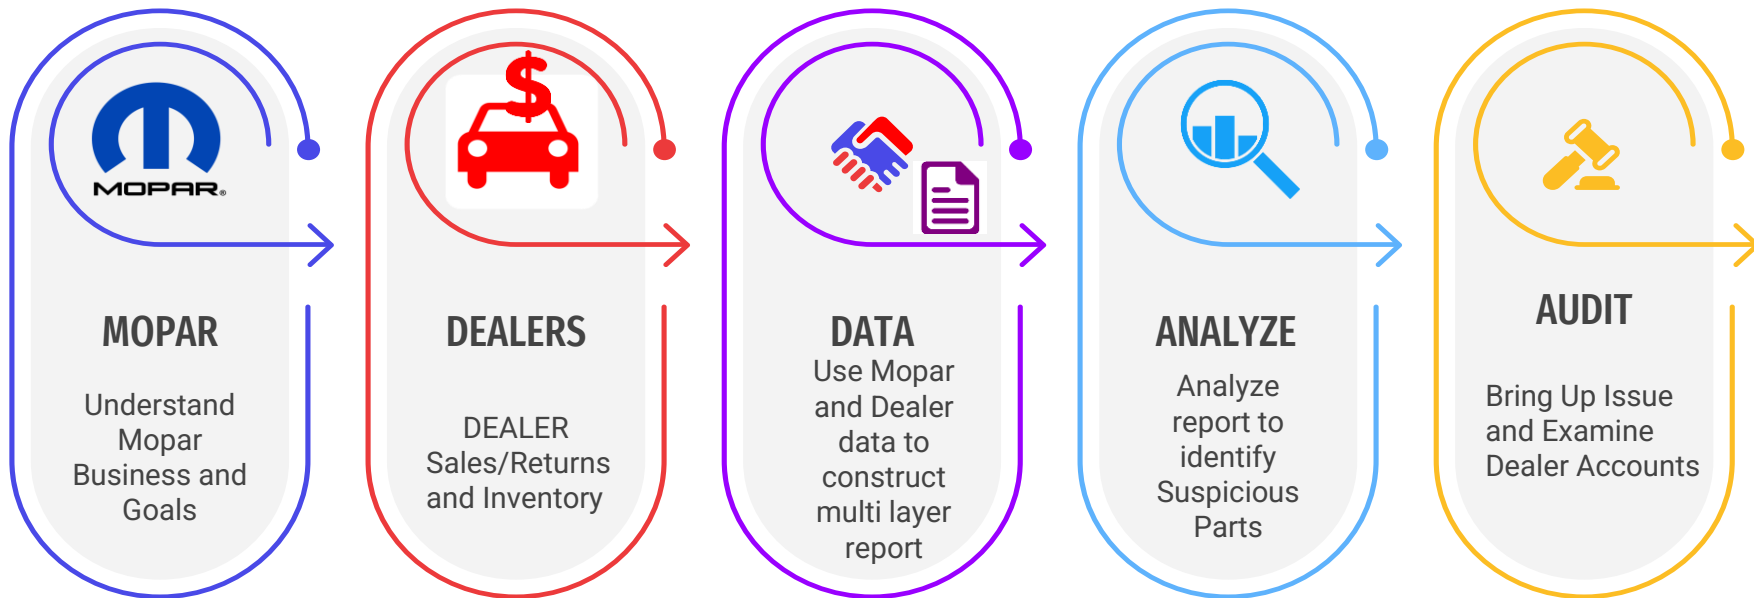 MOPAR®
MOPAR
Understand
Mopar
Business and
Goals
$
DEALERS
DEALER
Sales/Returns
and Inventory
DATA
Use Mopar
and Dealer
data to
construct
multi layer
report
ANALYZE
Analyze
report to
identify
Suspicious
Parts
AUDIT
Bring Up Issue
and Examine
Dealer Accounts